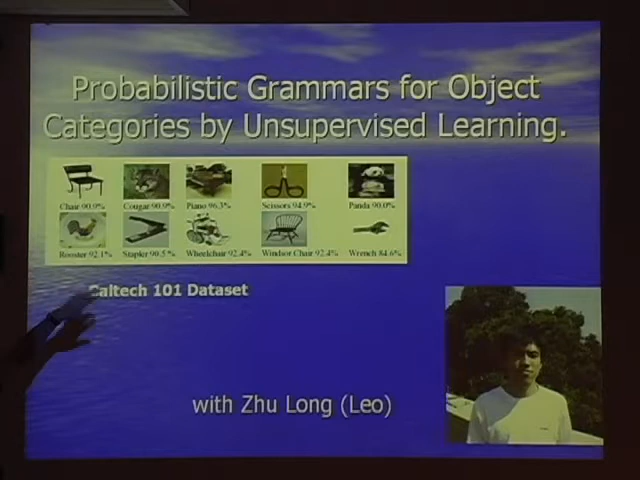 Probabilistic Grammars for Object
Categories by Unsupervised Learning.
Chair 90.9% Cougar 90.9% Piano 96.3% Scissors 94.9% Panda 90.0%
Rooster 92.1% Stapler 90.5 % Wheelchair 92.4% Windsor Chair 92.4% Wrench 84.6%
Caltech 101 Dataset
with Zhu Long (Leo)